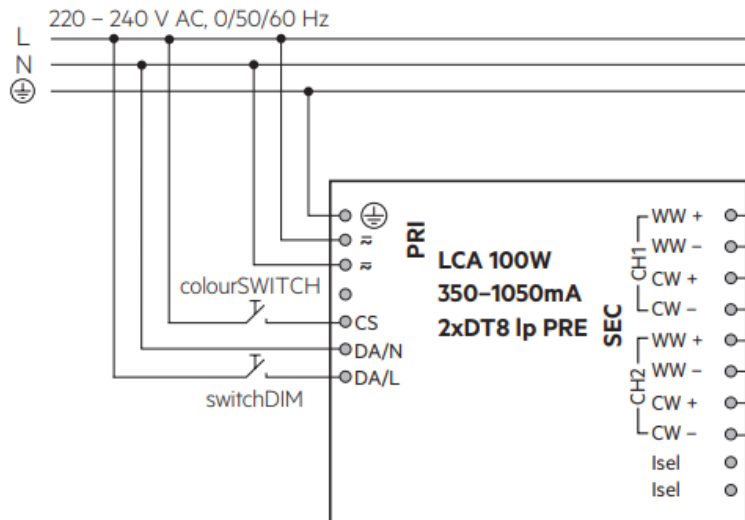 220 – 240 V AC, 0/50/60 Hz
L
N
PRI
≂
≂
colourSWITCH
CS
DA/N
DA/L
switchDIM
LCA 100W
350–1050mA
2xDT8 lp PRE
SEC
CH1
WW +
WW –
CW +
CW –
CH2
WW +
WW –
CW +
CW –
Isel
Isel